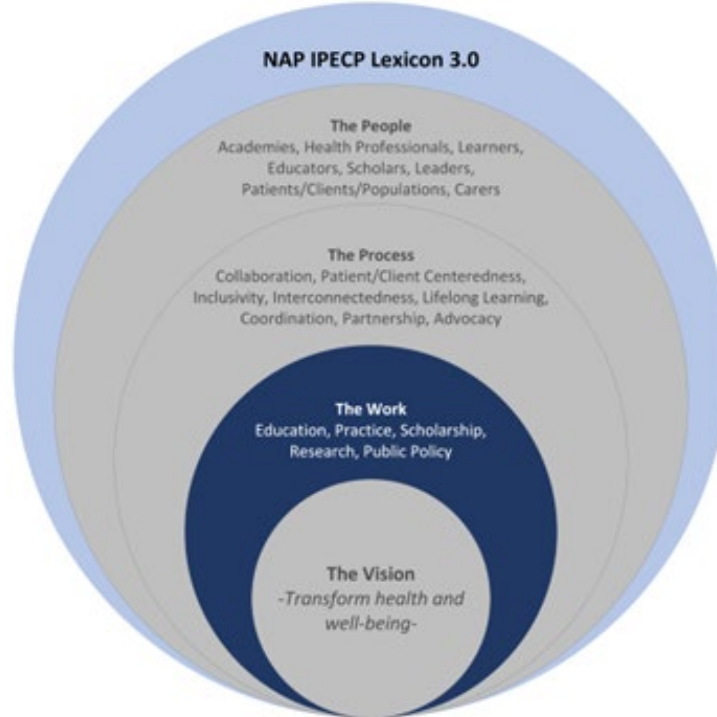 NAP IPECP Lexicon 3.0
The People
Academies, Health Professionals, Learners,
Educators, Scholars, Leaders,
Patients/Clients/Populations, Carers
The Process
Collaboration, Patient/Client Centeredness,
Inclusivity, Interconnectedness, Lifelong Learning,
Coordination, Partnership, Advocacy
The Work
Education, Practice, Scholarship,
Research, Public Policy
The Vision
-Transform health and
well-being-